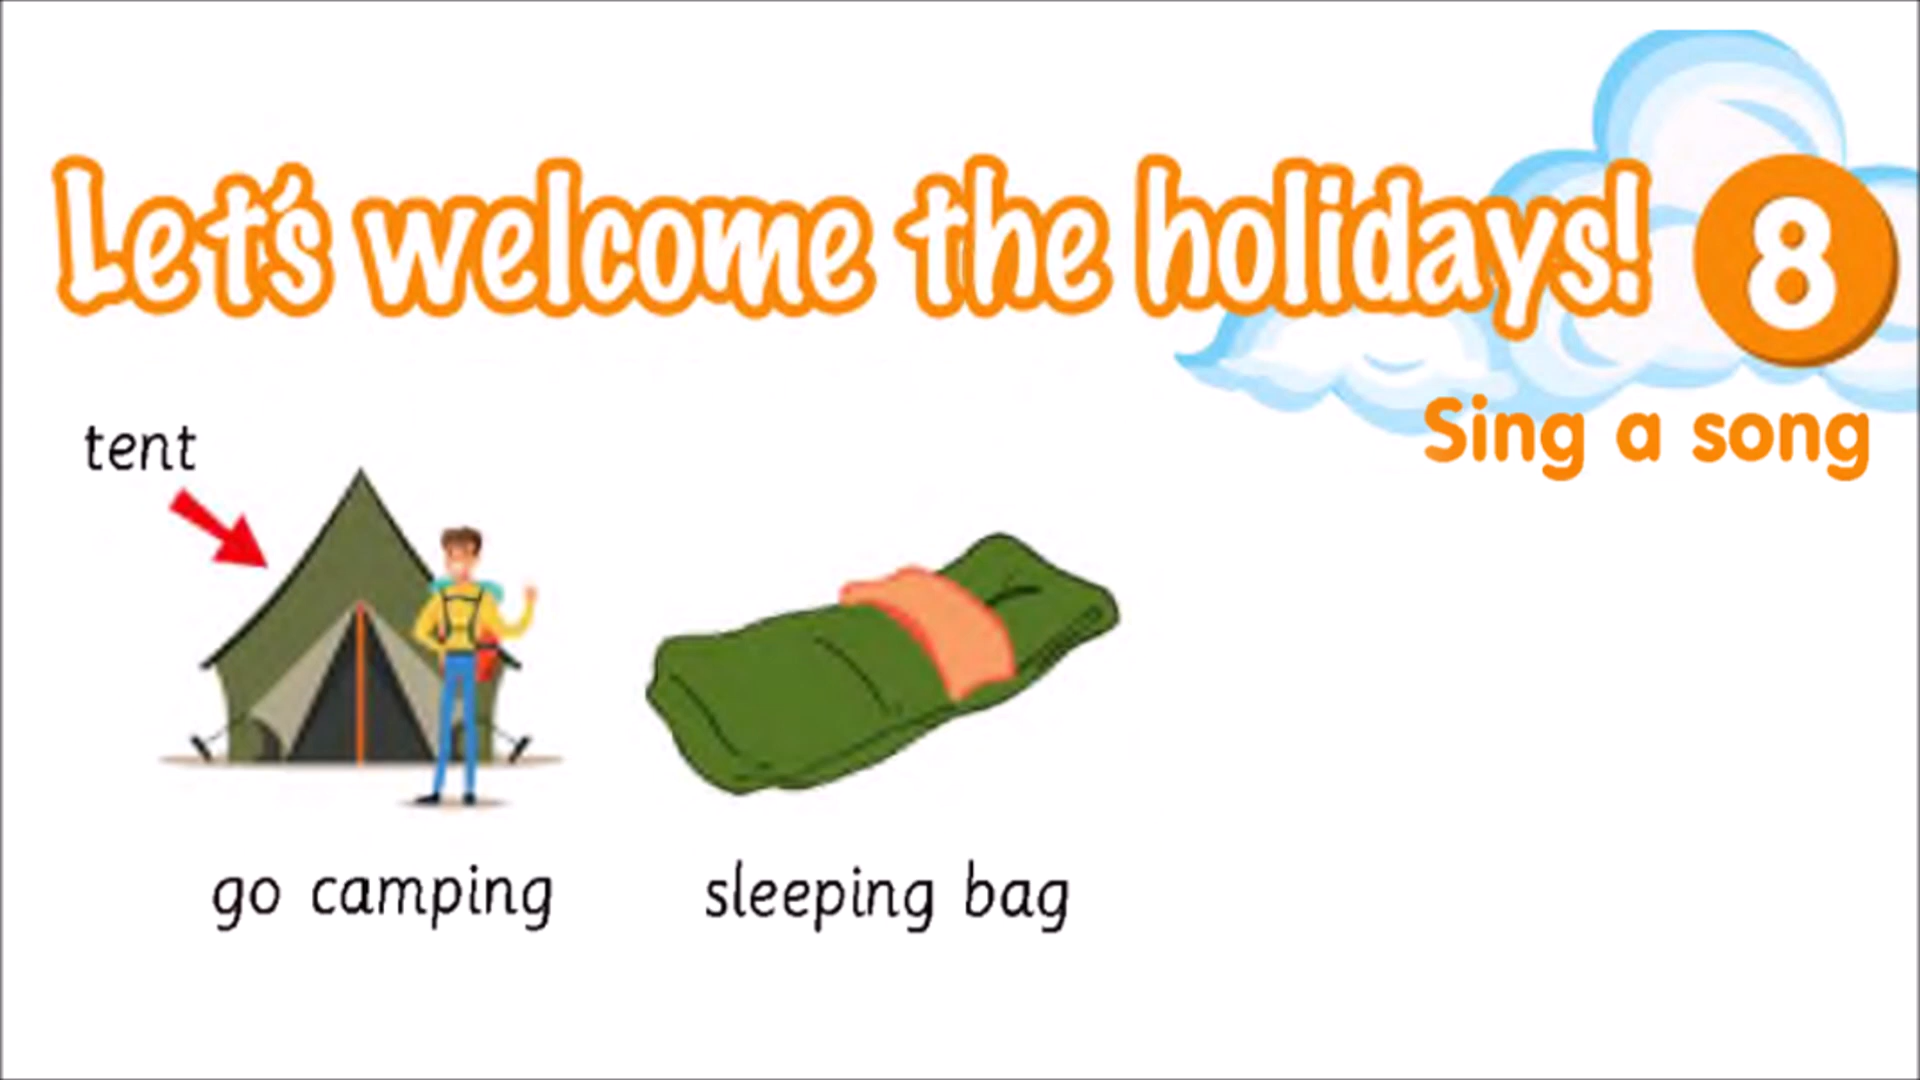 Let's welcome the holidays! 8
Sing a song
tent
go camping
sleeping bag